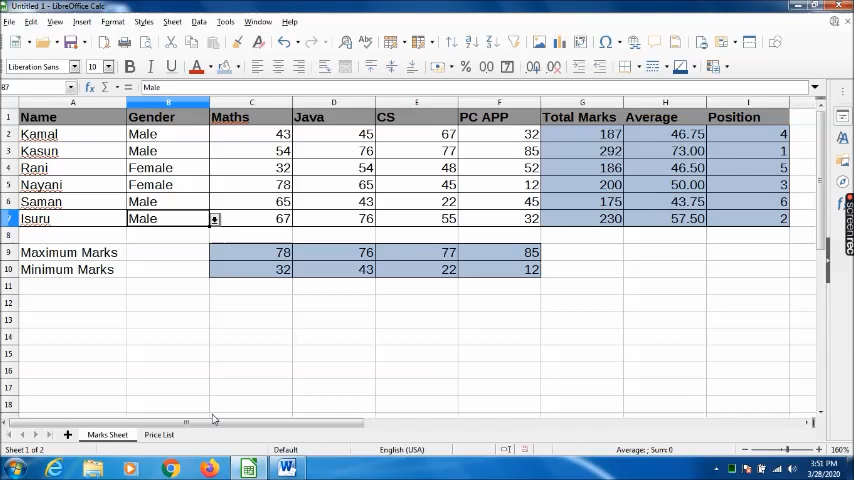 Untitled 1 - LibreOffice Calc
File Edit View Insert Format Styles Sheet Data Tools Window Help
Liberation Sans 10 B I U A % 0.0 7
B7 fx Σ = Male
A B C D E F G H I
1 Name Gender Maths Java CS PC APP Total Marks Average Position
2 Kamal Male 43 45 67 32 187 46.75 4
3 Kasun Male 54 76 77 85 292 73.00 1
4 Rani Female 32 54 48 52 186 46.50 5
5 Nayani Female 78 65 45 12 200 50.00 3
6 Saman Male 65 43 22 45 175 43.75 6
7 Isuru Male 67 76 55 32 230 57.50 2
8
9 Maximum Marks 78 76 77 85
10 Minimum Marks 32 43 22 12
11
12
13
14
15
16
17
18
Marks Sheet Price List
Sheet 1 of 2 Default English (USA) Average: ; Sum: 0 160%
3:51 PM
3/28/2020
screenrec